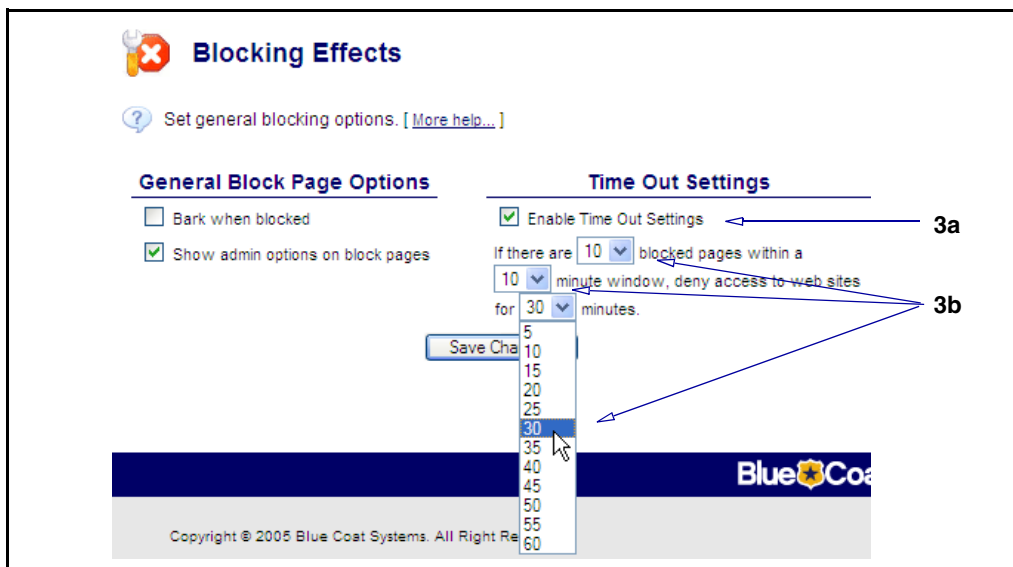 Blocking Effects
Set general blocking options. [ More help... ]
General Block Page Options
Bark when blocked
Show admin options on block pages
Time Out Settings
Enable Time Out Settings
3a
If there are 10 blocked pages within a
10 minute window, deny access to web sites
for 30 minutes.
3b
Save Cha
5
10
15
20
25
30
35
40
45
50
55
60
Blue Coa
Copyright © 2005 Blue Coat Systems. All Right Re